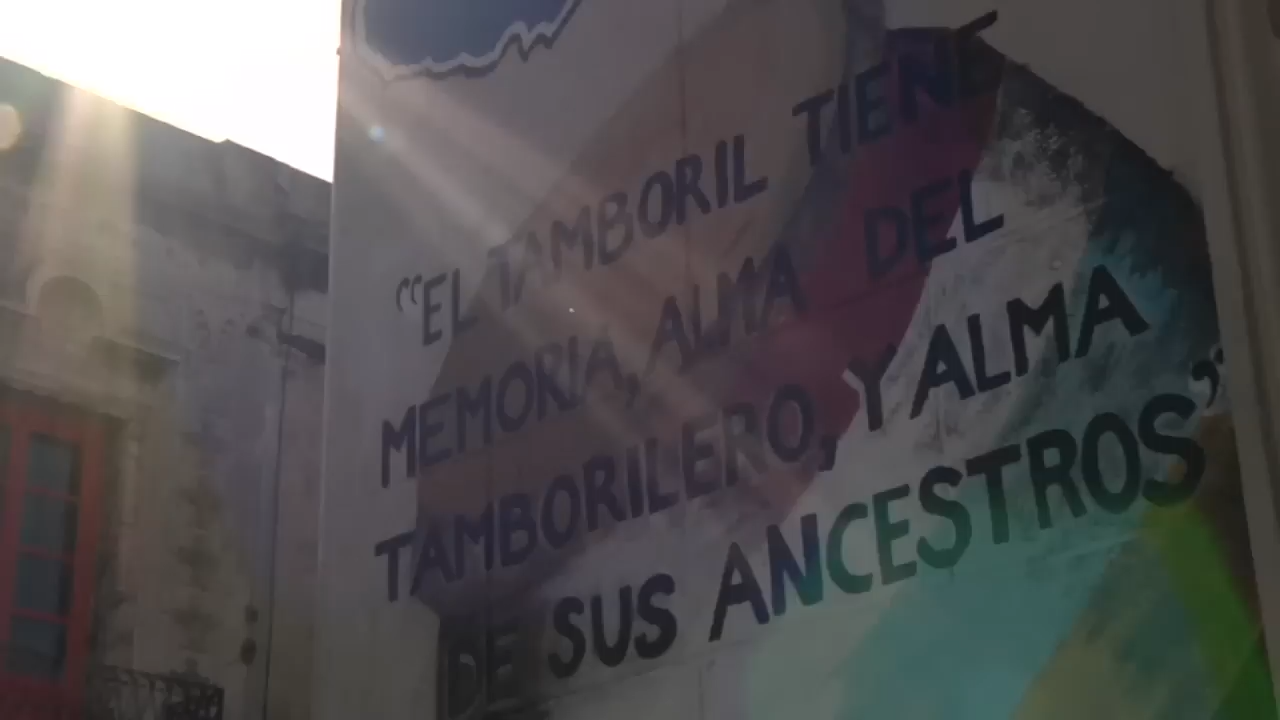 “EL TAMBORIL TIENE
MEMORIA, ALMA DEL
TAMBORILERO, Y ALMA
DE SUS ANCESTROS”